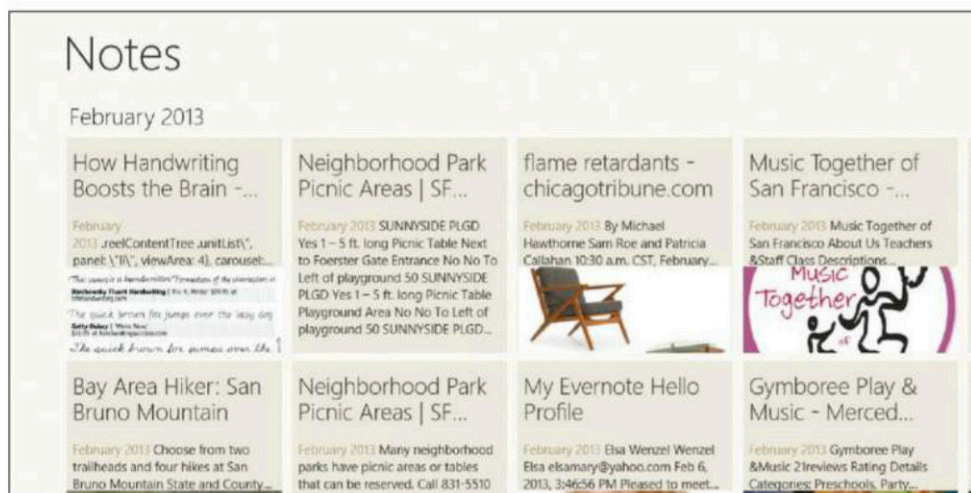 Notes
February 2013
How Handwriting
Boosts the Brain -...
February
2013 .reelContentTree .unitList\",
panel: \"li\", viewArea: 4}, carousel:...
The quick brown fox jumps over the lazy dog
The quick brown fox jumps over the
Neighborhood Park
Picnic Areas | SF...
February 2013 SUNNYSIDE PLGD
Yes 1 – 5 ft. long Picnic Table Next
to Foerster Gate Entrance No No To
Left of playground 50 SUNNYSIDE
PLGD Yes 1 – 5 ft. long Picnic Table
Playground Area No No To Left of
playground 50 SUNNYSIDE PLGD...
flame retardants -
chicagotribune.com
February 2013 By Michael
Hawthorne Sam Roe and Patricia
Callahan 10:30 a.m. CST, February...
Music Together of
San Francisco -...
February 2013 Music Together of
San Francisco About Us Teachers
&Staff Class Descriptions...
MUSIC
Together
of
Bay Area Hiker: San
Bruno Mountain
February 2013 Choose from two
trailheads and four hikes at San
Bruno Mountain State and County...
Neighborhood Park
Picnic Areas | SF...
February 2013 Many neighborhood
parks have picnic areas or tables
that can be reserved. Call 831-5510
My Evernote Hello
Profile
February 2013 Elsa Wenzel Wenzel
Elsa elsamary@yahoo.com Feb 6,
2013, 3:46:56 PM Pleased to meet...
Gymboree Play &
Music - Merced...
February 2013 Gymboree Play
&Music 21reviews Rating Details
Categories: Preschools, Party...